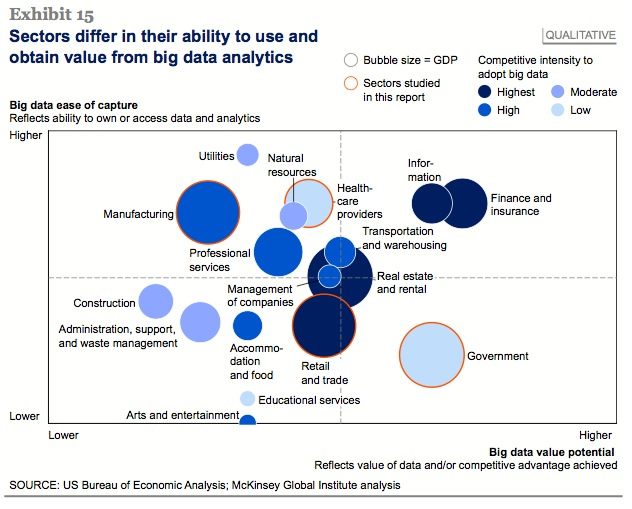 Exhibit 15
Sectors differ in their ability to use and
obtain value from big data analytics
QUALITATIVE
Bubble size = GDP
Sectors studied
in this report
Competitive intensity to
adopt big data
Highest
Moderate
High
Low
Big data ease of capture
Reflects ability to own or access data and analytics
Higher
Utilities
Natural
resources
Health-
care
providers
Infor-
mation
Finance and
insurance
Manufacturing
Transportation
and warehousing
Professional
services
Real estate
and rental
Management
of companies
Construction
Administration, support,
and waste management
Accommo-
dation
and food
Retail
and trade
Government
Educational services
Arts and entertainment
Lower
Lower
Higher
Big data value potential
Reflects value of data and/or competitive advantage achieved
SOURCE: US Bureau of Economic Analysis; McKinsey Global Institute analysis